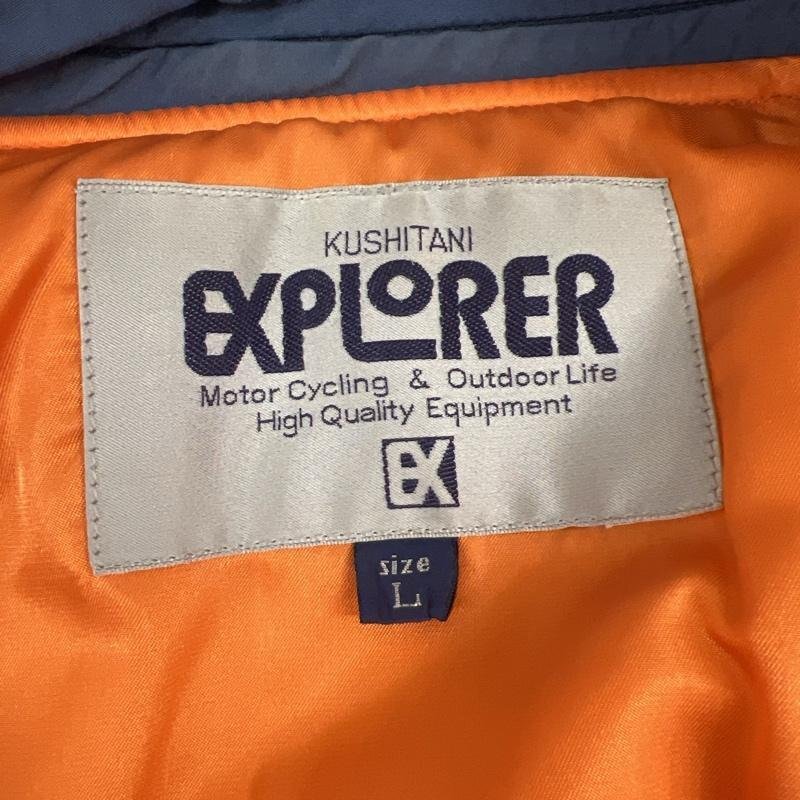 KUSHITANI
EXPLORER
Motor Cycling & Outdoor Life
High Quality Equipment
EX
size
L